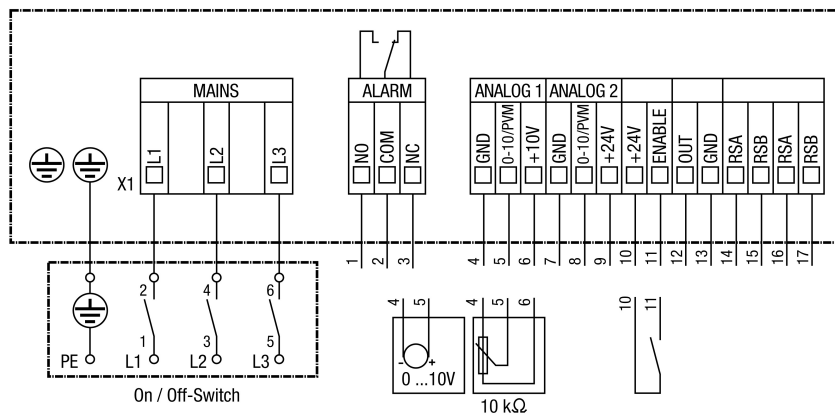 MAINS
ALARM
ANALOG 1
ANALOG 2
X1
L1
L2
L3
NO
COM
NC
GND
0-10/PVM
+10V
GND
0-10/PVM
+24V
+24V
ENABLE
OUT
GND
RSA
RSB
RSA
RSB
1
2
3
4
5
6
7
8
9
10
11
12
13
14
15
16
17
2
4
6
1
3
5
PE
L1
L2
L3
On / Off-Switch
4
5
- +
0 ...10V
4
5
6
10 kΩ
10
11